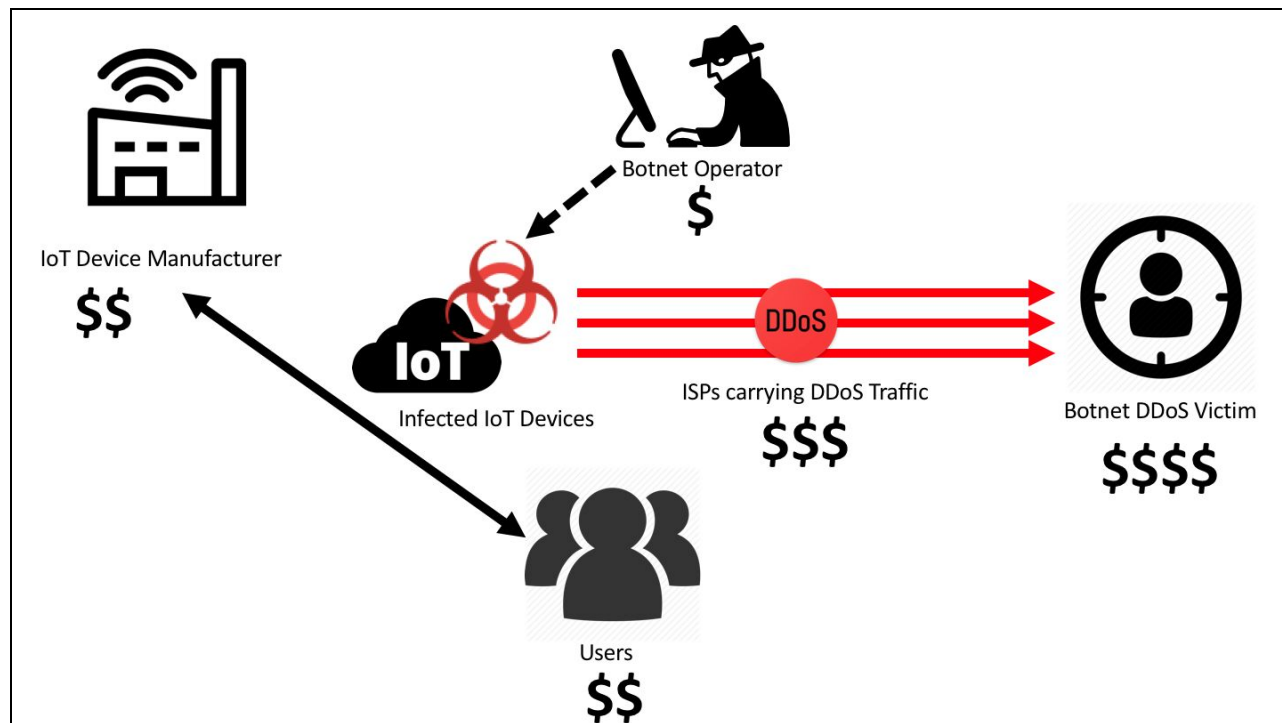 Botnet Operator
$
IoT Device Manufacturer
$$
IoT
Infected IoT Devices
DDoS
ISPs carrying DDoS Traffic
$$$
Botnet DDoS Victim
$$$$
Users
$$